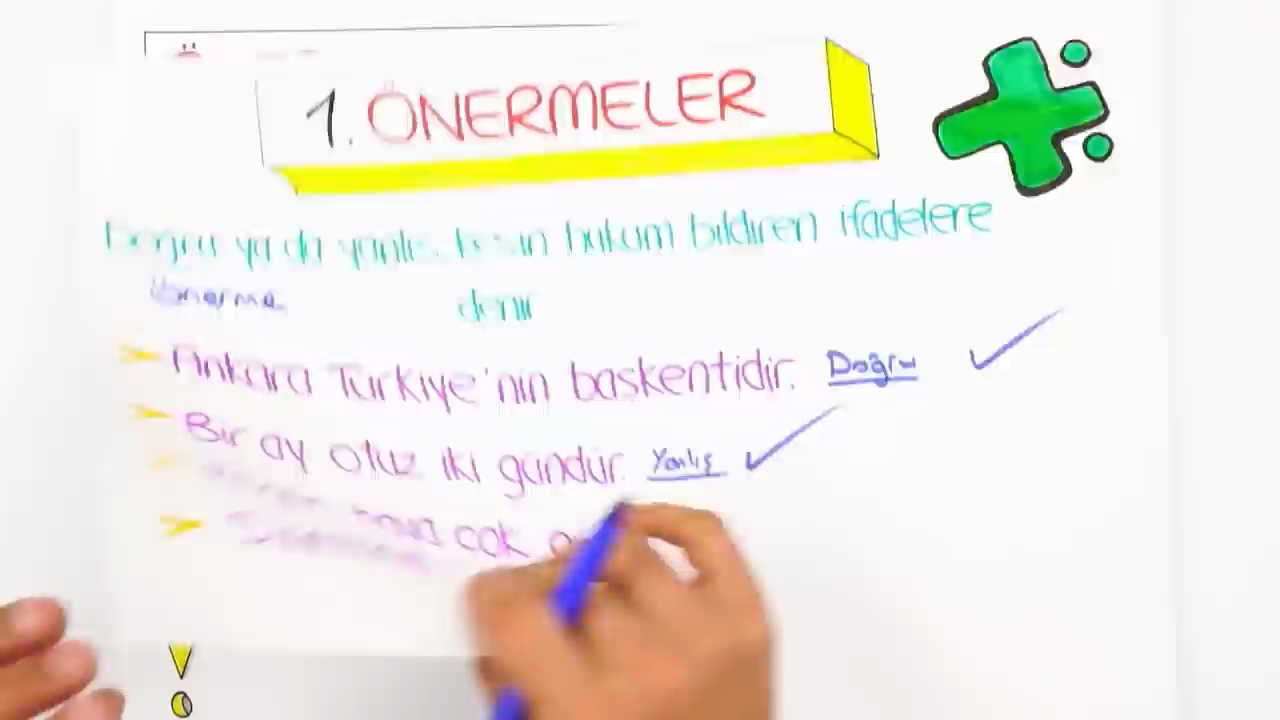 1. ÖNERMELER
Doğru ya da yanlış kesin hüküm bildiren ifadelere
önerme denir
Ankara Türkiye'nin başkentidir. Doğru
Bir ay otuz iki gündür. Yanlış
hava çok